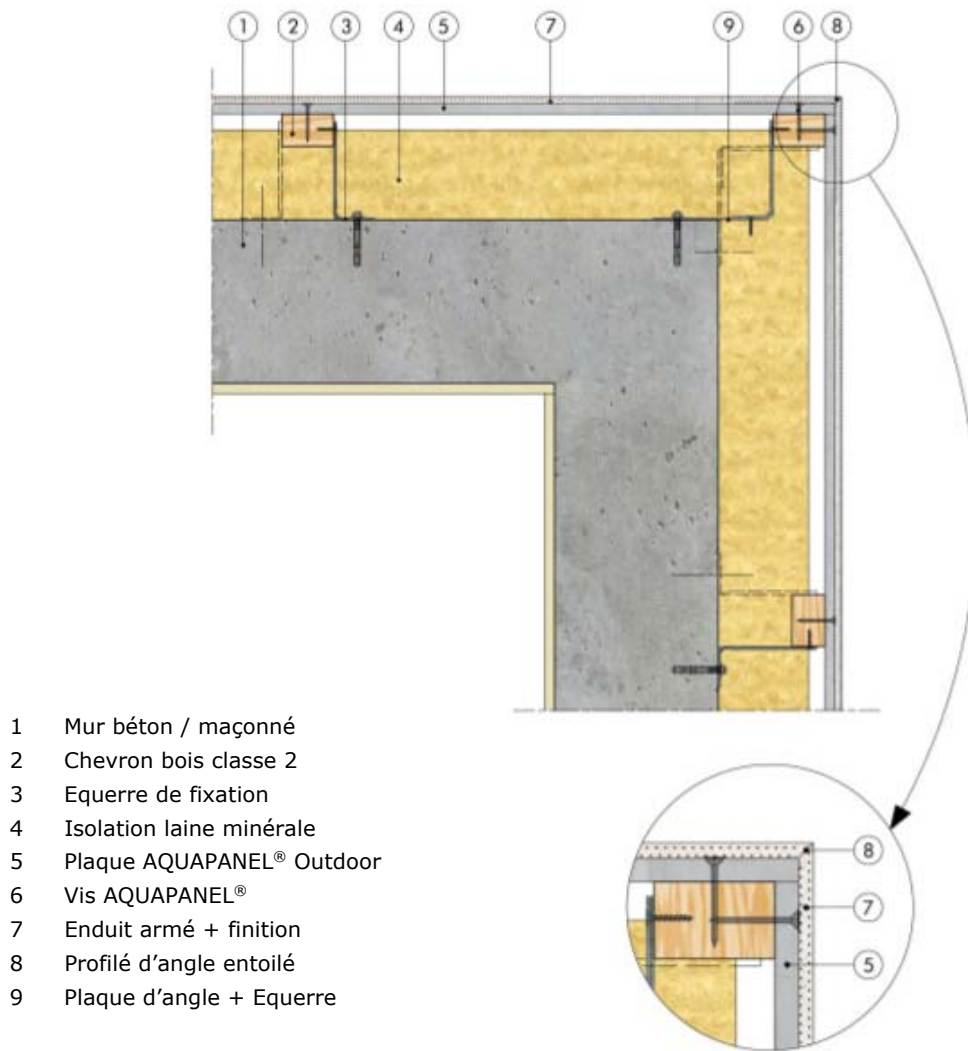 1 2 3 4 5 7 9 6 8
1 Mur béton / maçonné
2 Chevron bois classe 2
3 Equerre de fixation
4 Isolation laine minérale
5 Plaque AQUAPANEL® Outdoor
6 Vis AQUAPANEL®
7 Enduit armé + finition
8 Profilé d'angle entoilé
9 Plaque d'angle + Equerre
8
7
5